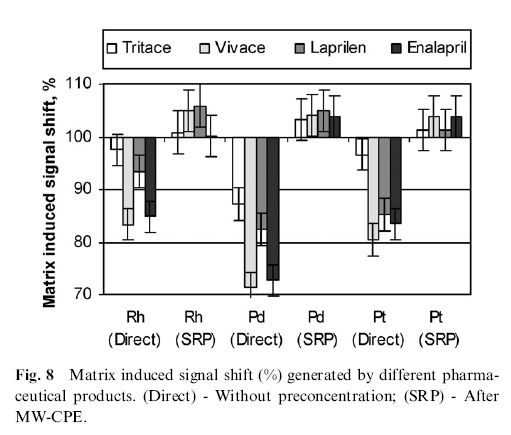 Tritace Vivace Laprilen Enalapril
Matrix induced signal shift, %
110
100
90
80
70
Rh Rh Pd Pd Pt Pt
(Direct) (SRP) (Direct) (SRP) (Direct) (SRP)
Fig. 8 Matrix induced signal shift (%) generated by different pharma-
ceutical products. (Direct) - Without preconcentration; (SRP) - After
MW-CPE.